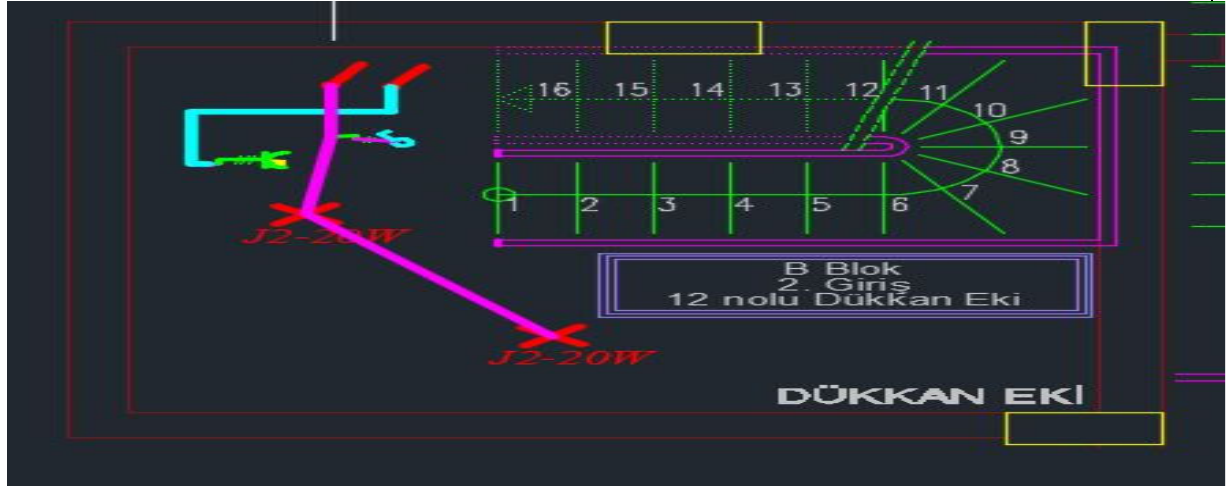 16 15 14 13 12 11
10
9
8
7
1 2 3 4 5 6
K
J2-20W
B Blok
2. Giriş
12 nolu Dükkan Eki
J2-20W
DÜKKAN EKİ